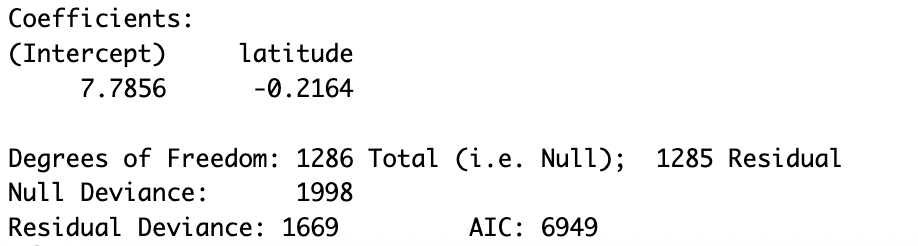 Coefficients:
(Intercept)     latitude
     7.7856      -0.2164
Degrees of Freedom: 1286 Total (i.e. Null);  1285 Residual
Null Deviance:      1998
Residual Deviance: 1669        AIC: 6949